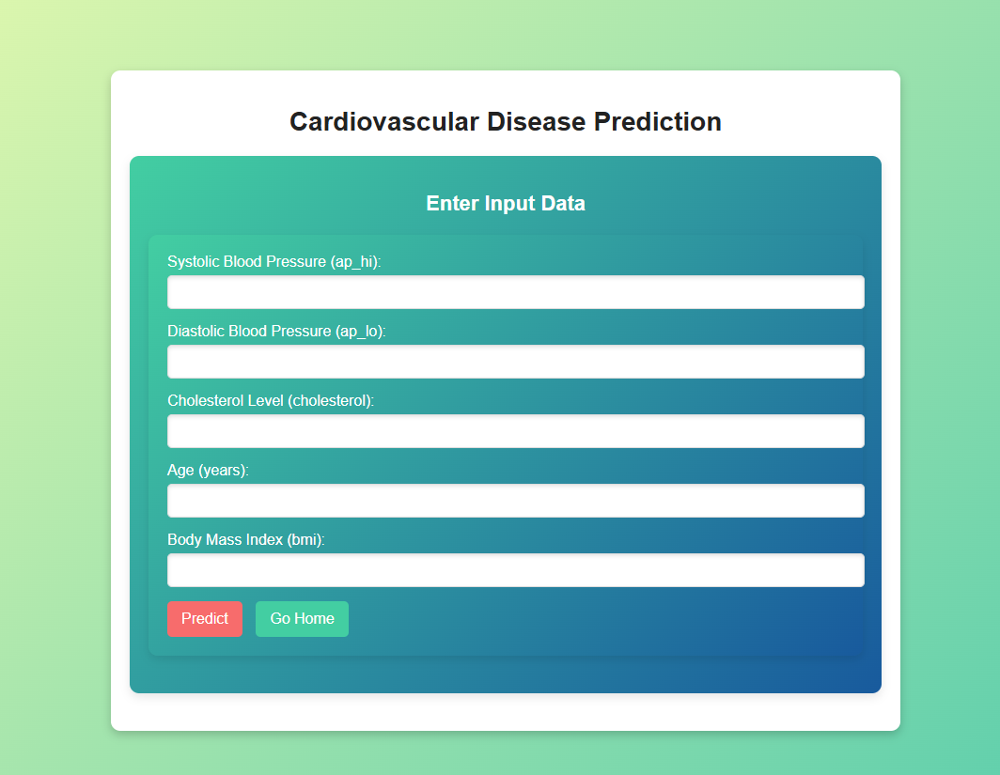 Cardiovascular Disease Prediction
Enter Input Data
Systolic Blood Pressure (ap_hi):
Diastolic Blood Pressure (ap_lo):
Cholesterol Level (cholesterol):
Age (years):
Body Mass Index (bmi):
Predict Go Home